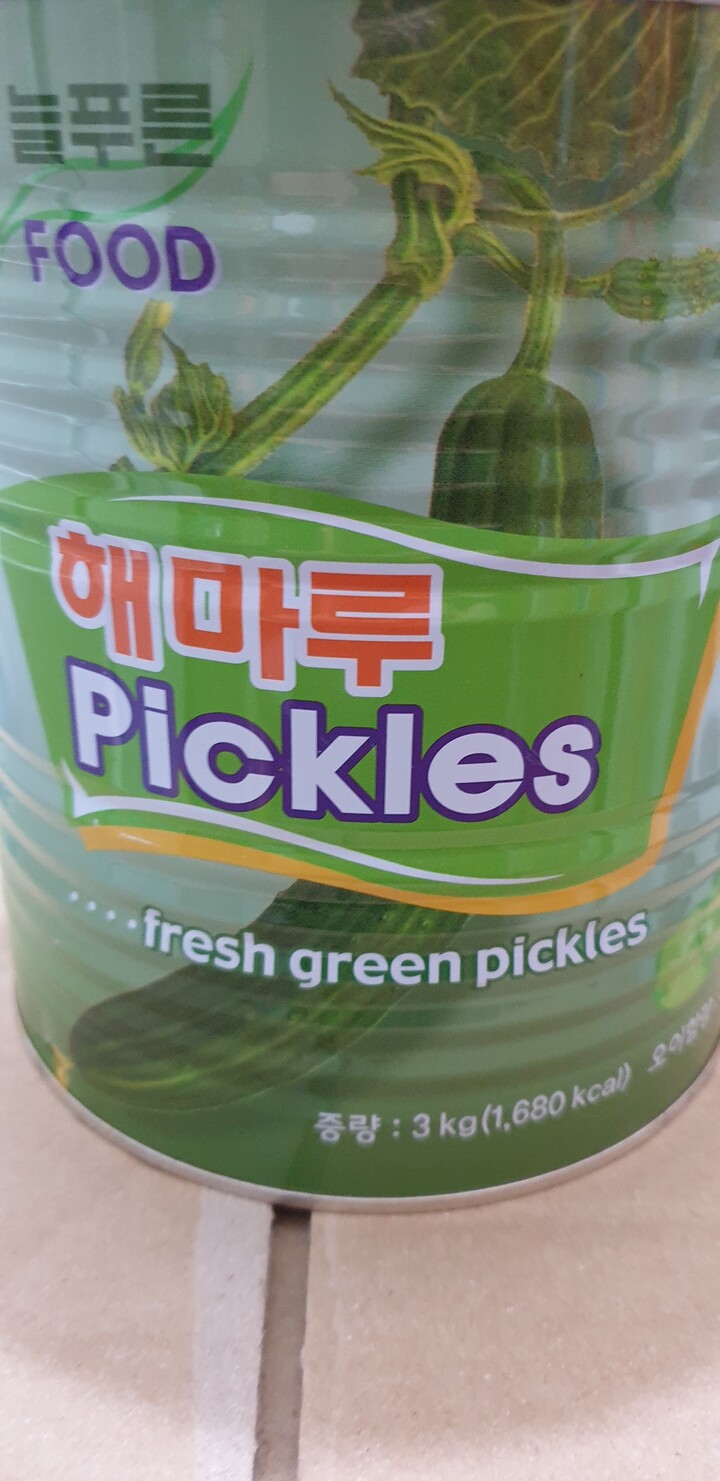 늘푸른
FOOD
해마루
Pickles
....fresh green pickles
중량 : 3 kg(1,680 kcal)